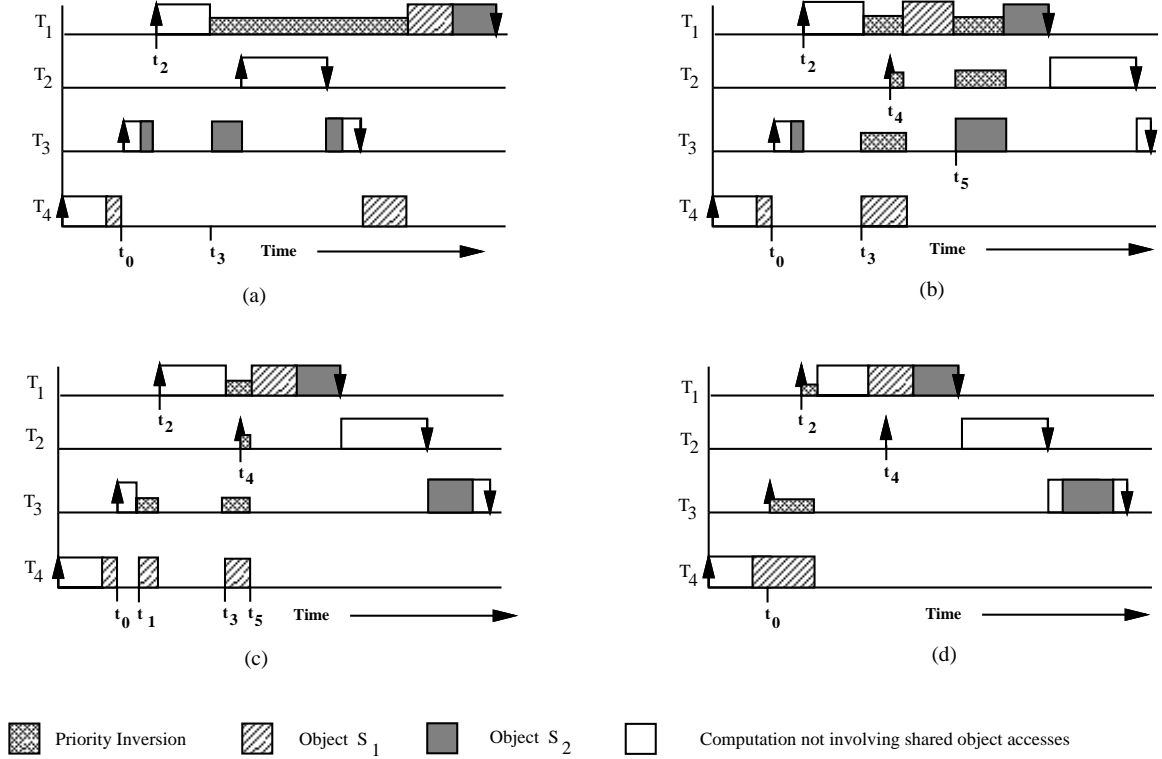 T1
t2
T2
T3
T4
t0
t3
Time
(a)
T1
t2
T2
t4
T3
t5
T4
t0
t3
Time
(b)
T1
t2
T2
t4
T3
T4
t0 t1 t3 t5
Time
(c)
T1
t2
T2
t4
T3
T4
t0
Time
(d)
Priority Inversion
Object S1
Object S2
Computation not involving shared object accesses